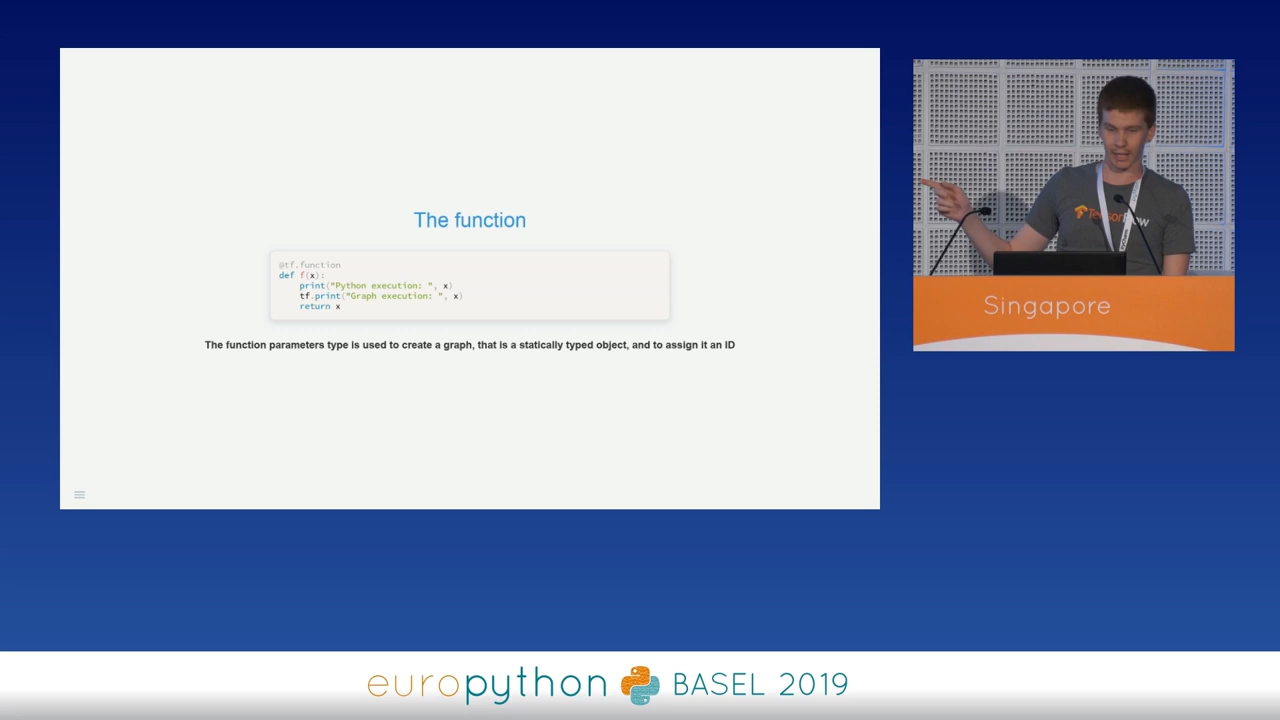 The function
@tf.function
def f(x):
    print("Python execution: ", x)
    tf.print("Graph execution: ", x)
    return x
The function parameters type is used to create a graph, that is a statically typed object, and to assign it an ID
TensorFlow
Singapore
europython BASEL 2019